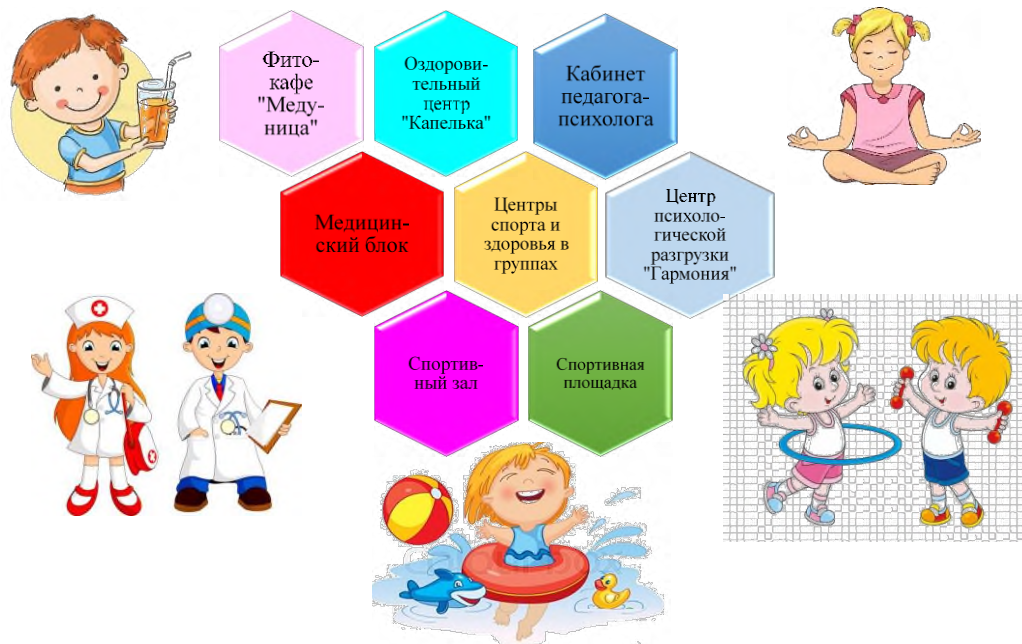 Фито-
кафе
"Меду-
ница"
Оздорови-
тельный
центр
"Капелька"
Кабинет
педагога-
психолога
Медицин-
ский блок
Центры
спорта и
здоровья в
группах
Центр
психоло-
гической
разгрузки
"Гармония"
Спортив-
ный зал
Спортивная
площадка